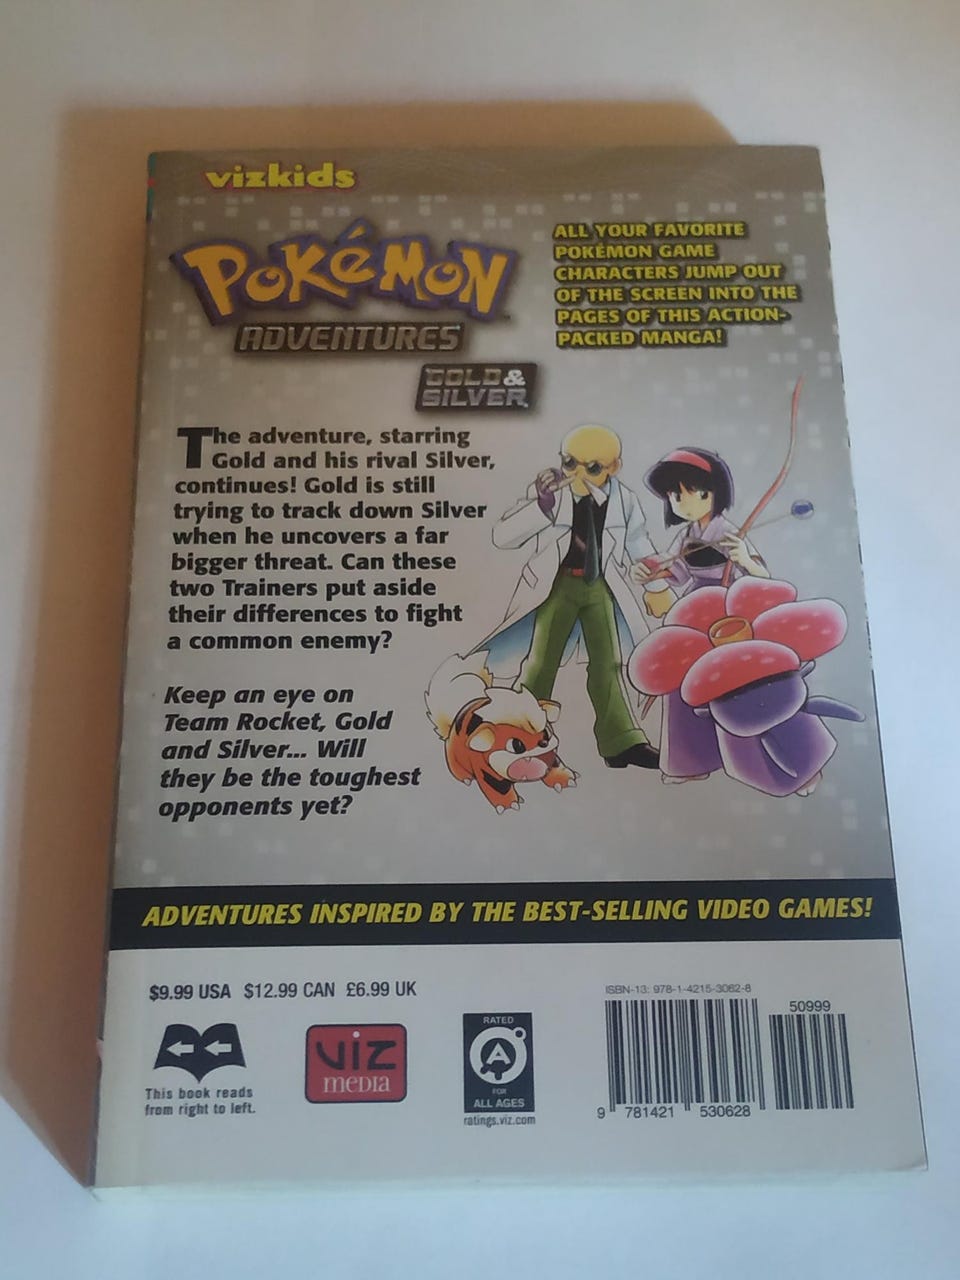 vizkids
POKéMON
ADVENTURES
GOLD &
SILVER
ALL YOUR FAVORITE
POKÉMON GAME
CHARACTERS JUMP OUT
OF THE SCREEN INTO THE
PAGES OF THIS ACTION-
PACKED MANGA!
The adventure, starring
Gold and his rival Silver,
continues! Gold is still
trying to track down Silver
when he uncovers a far
bigger threat. Can these
two Trainers put aside
their differences to fight
a common enemy?
Keep an eye on
Team Rocket, Gold
and Silver... Will
they be the toughest
opponents yet?
ADVENTURES INSPIRED BY THE BEST-SELLING VIDEO GAMES!
$9.99 USA $12.99 CAN £6.99 UK
This book reads
from right to left.
VIZ
MEDIA
RATED
A
FOR
ALL AGES
ratings.viz.com
ISBN-13: 978-1-4215-3062-8
50999
9 781421 530628